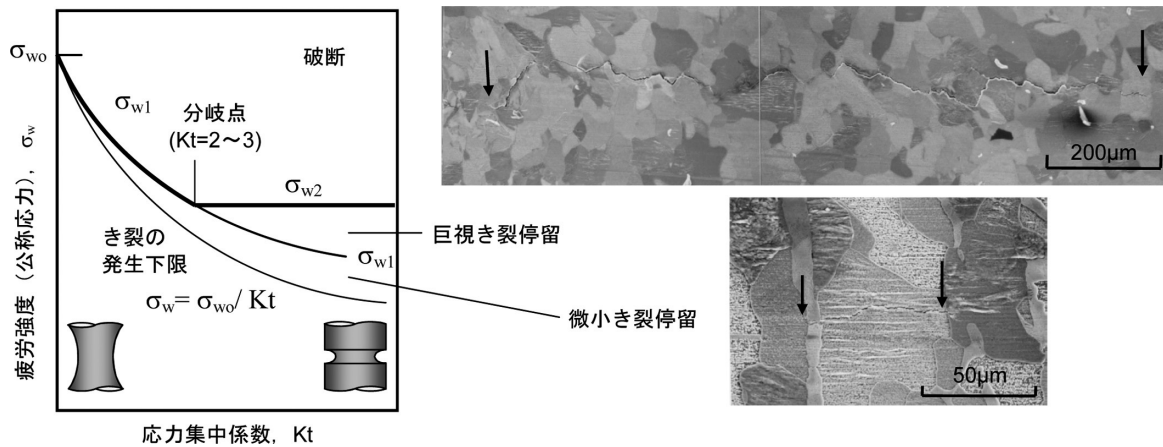 σwo
破断
σw1
分岐点
(Kt=2～3)
σw2
き裂の
発生下限
σw1
巨視き裂停留
σw= σwo/ Kt
微小き裂停留
疲労強度（公称応力），σw
応力集中係数，Kt
200μm
50μm